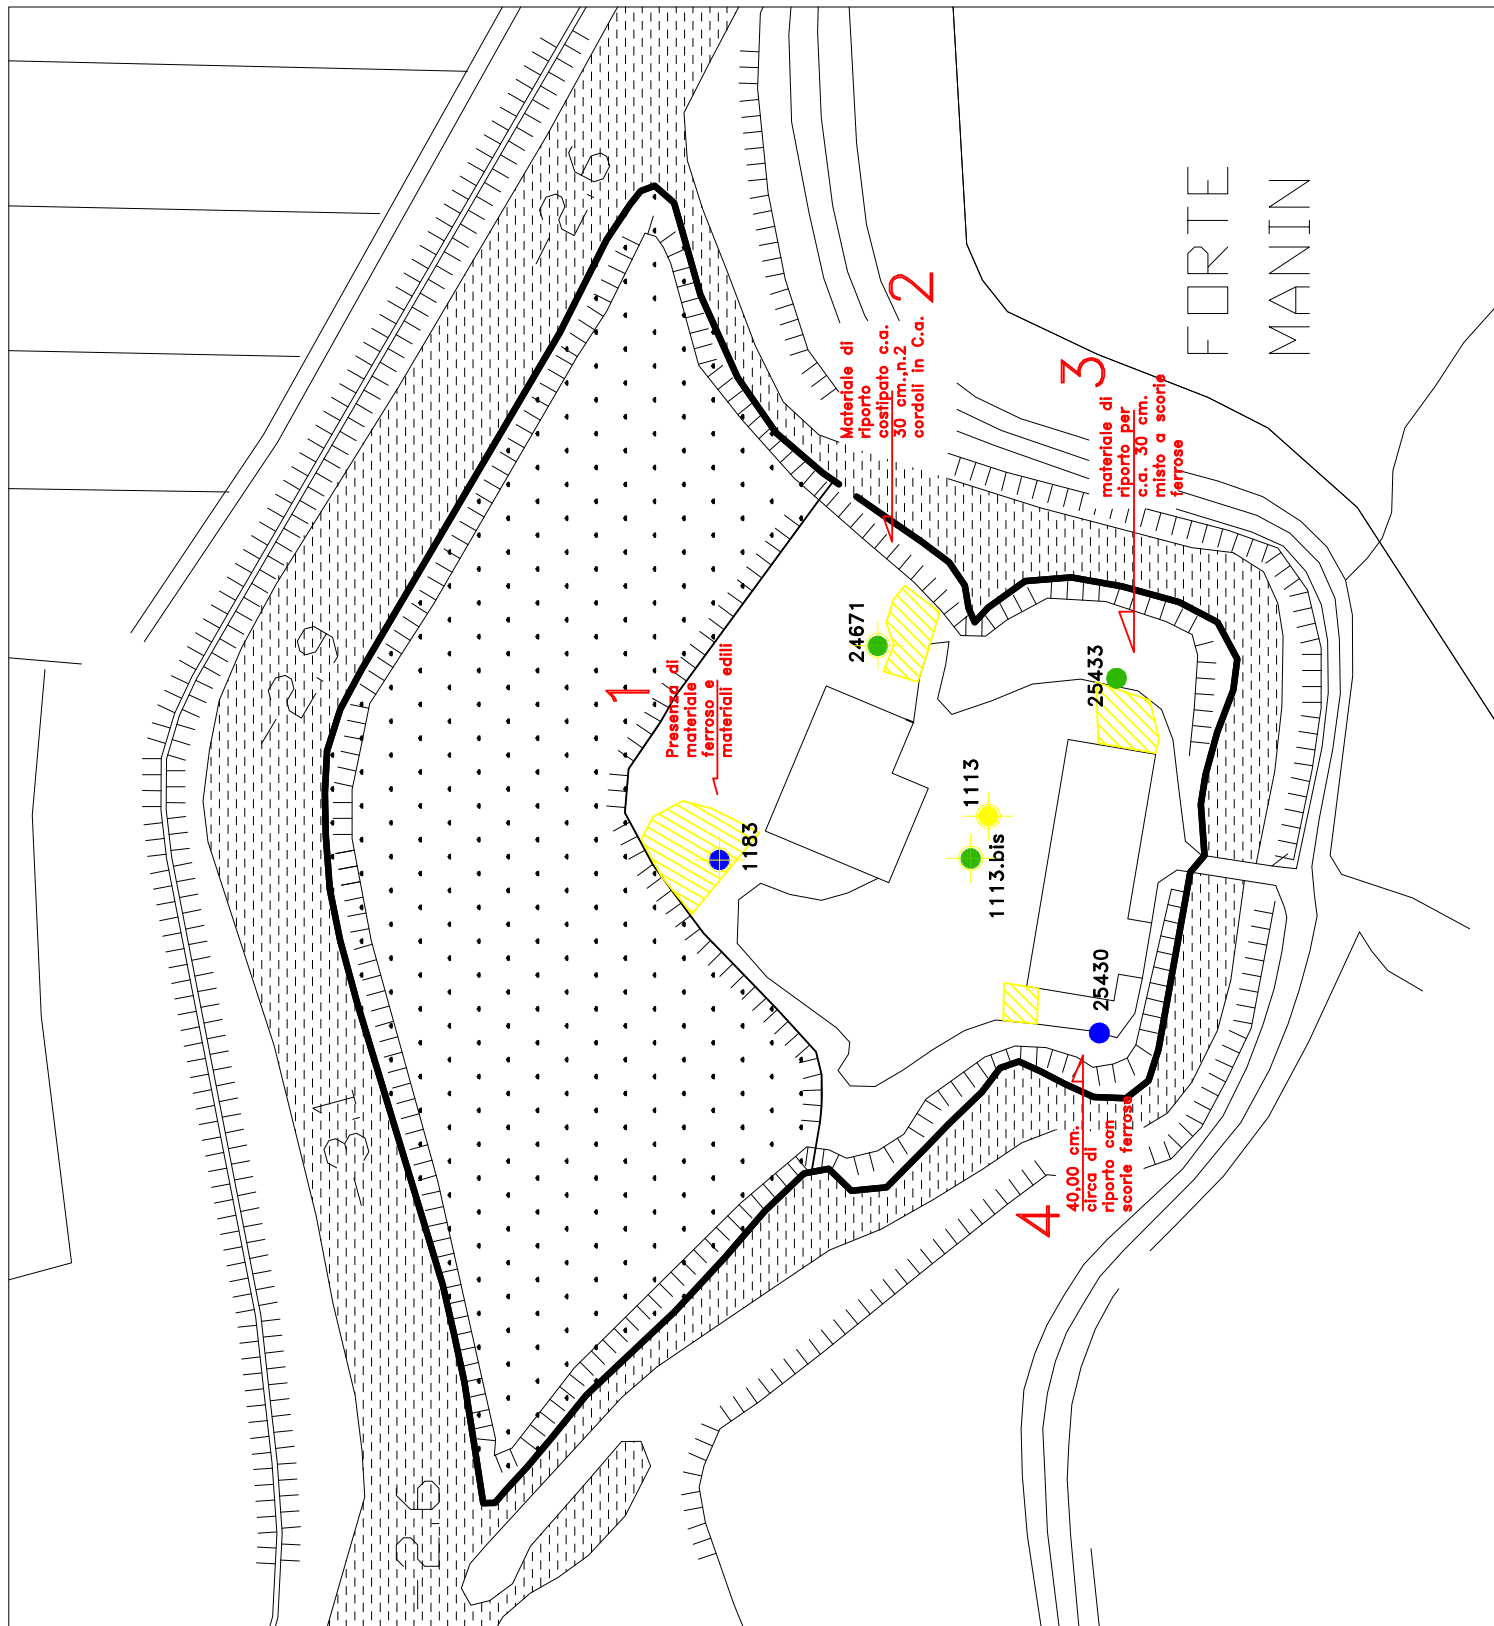 FORTE
MANIN
1
Presenza di
materiale
ferroso e
materiali edili
2
Materiale di
riporto
costipato c.a.
30 cm.,n.2
cordoli in C.a.
3
materiale di
riporto per
c.a. 30 cm.
misto a scorie
ferrose
4
40,00 cm.
circa di
riporto con
scorie ferrose
24671
25433
1183
1113
1113.bis
25430